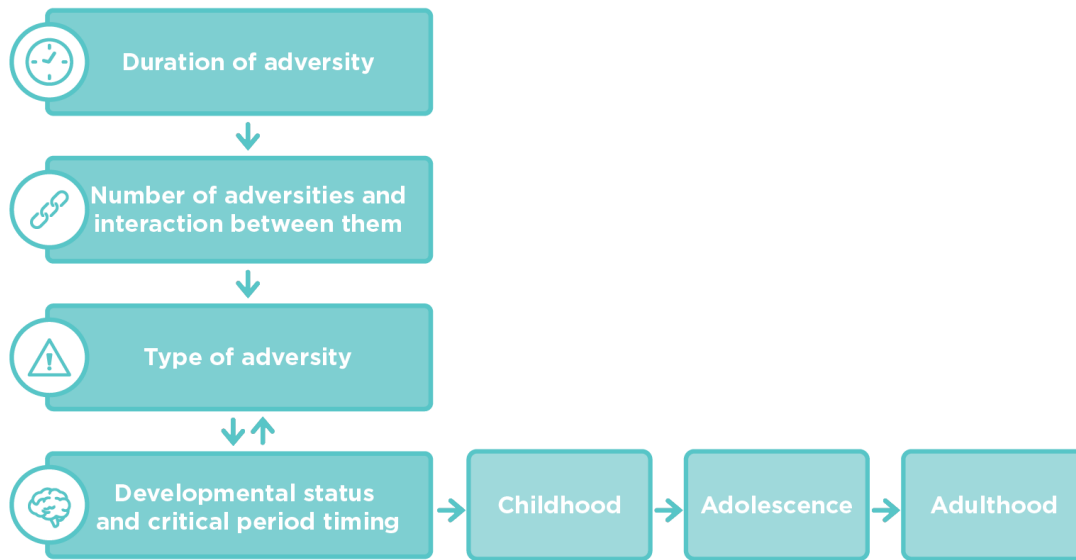 Duration of adversity
Number of adversities and
interaction between them
Type of adversity
Developmental status
and critical period timing
Childhood
Adolescence
Adulthood